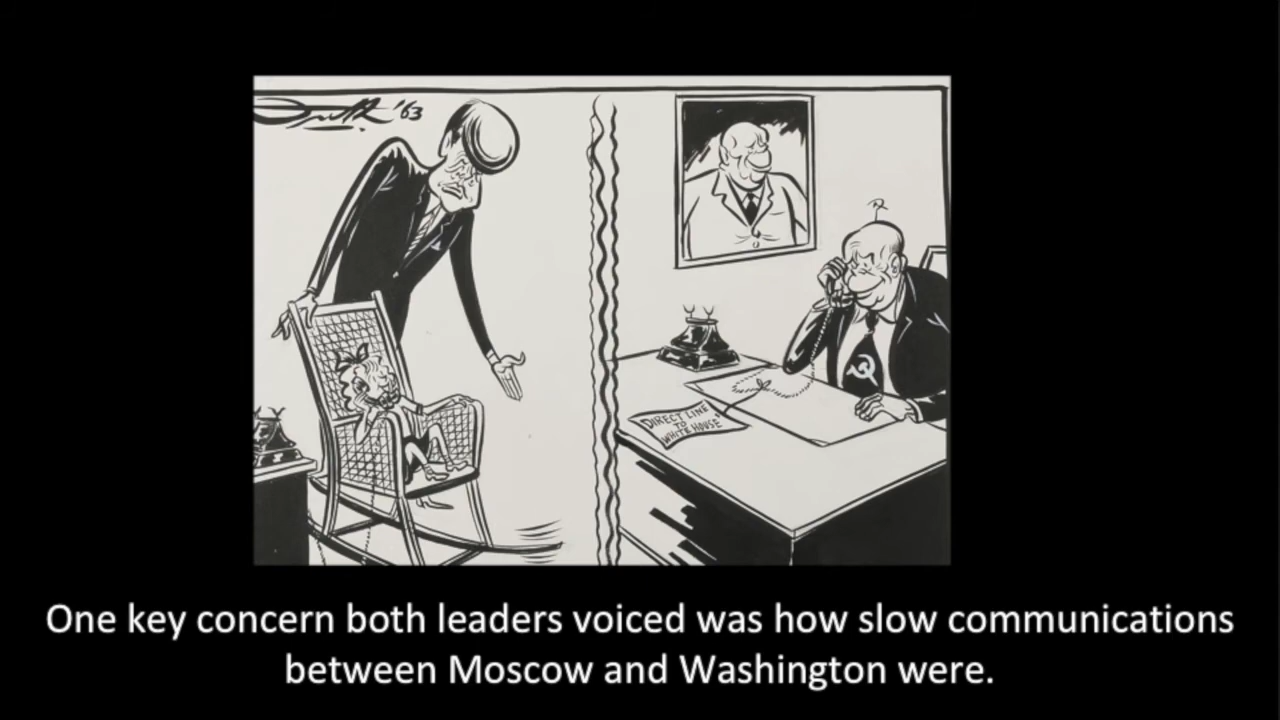 '63
DIRECT LINE
TO
WHITE HOUSE
One key concern both leaders voiced was how slow communications
between Moscow and Washington were.